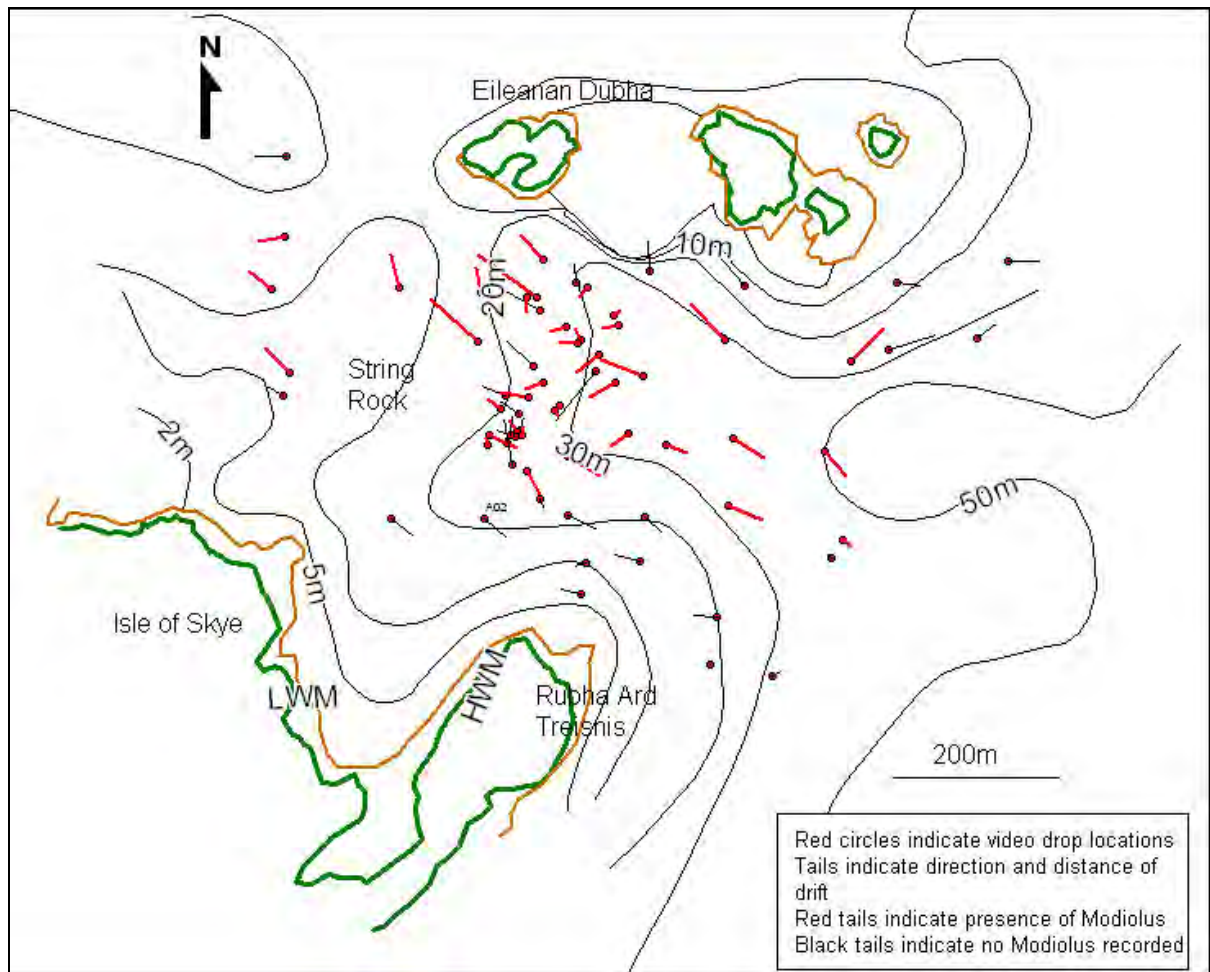 N
Eileanan Dubha
10m
20m
String
Rock
2m
30m
50m
A02
5m
Isle of Skye
LWM
HWM
Rubha Ard
Treisnis
200m
Red circles indicate video drop locations
Tails indicate direction and distance of
drift
Red tails indicate presence of Modiolus
Black tails indicate no Modiolus recorded